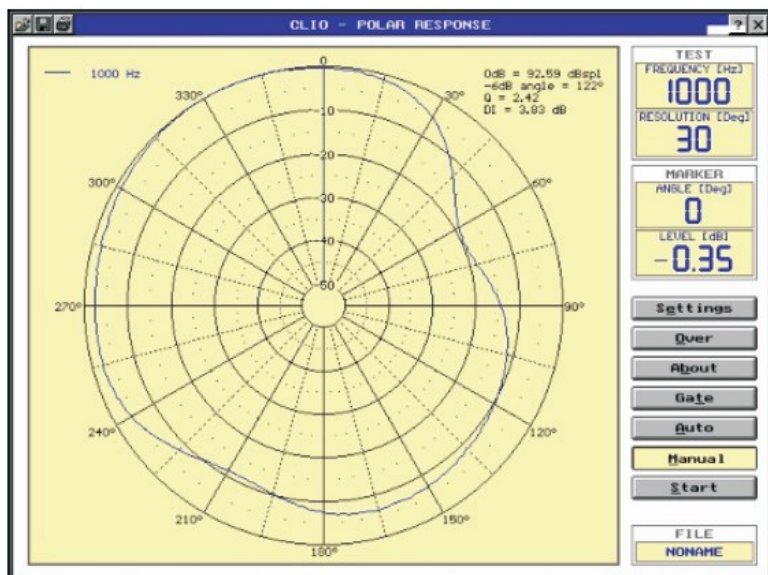 CLIO - POLAR RESPONSE
? X
1000 Hz
0dB = 92.59 dBspl
-6dB angle = 122°
Q = 2.42
DI = 3.83 dB
0
330°
30°
-10
-20
300°
60°
-30
-40
-50
270°
90°
240°
120°
210°
150°
180°
TEST
FREQUENCY [Hz]
1000
RESOLUTION [Deg]
30
MARKER
ANGLE [Deg]
0
LEVEL [dB]
-0.35
Settings
Over
About
Gate
Auto
Manual
Start
FILE
NONAME